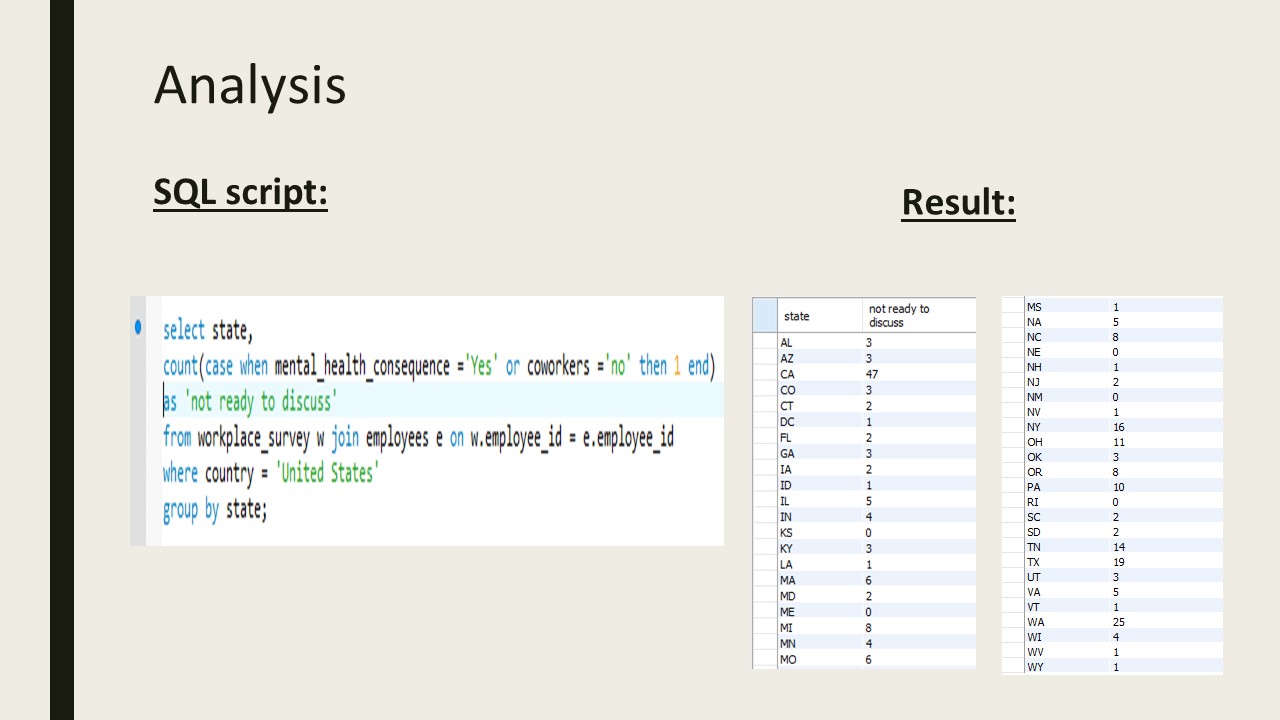 Analysis
SQL script:
Result:
select state,
count(case when mental_health_consequence ='Yes' or coworkers ='no' then 1 end)
as 'not ready to discuss'
from workplace_survey w join employees e on w.employee_id = e.employee_id
where country = 'United States'
group by state;
state not ready to
discuss
AL 3
AZ 3
CA 47
CO 3
CT 2
DC 1
FL 2
GA 3
IA 2
ID 1
IL 5
IN 4
KS 0
KY 3
LA 1
MA 6
MD 2
ME 0
MI 8
MN 4
MO 6
MS 1
NA 5
NC 8
NE 0
NH 1
NJ 2
NM 0
NV 1
NY 16
OH 11
OK 3
OR 8
PA 10
RI 0
SC 2
SD 2
TN 14
TX 19
UT 3
VA 5
VT 1
WA 25
WI 4
WV 1
WY 1